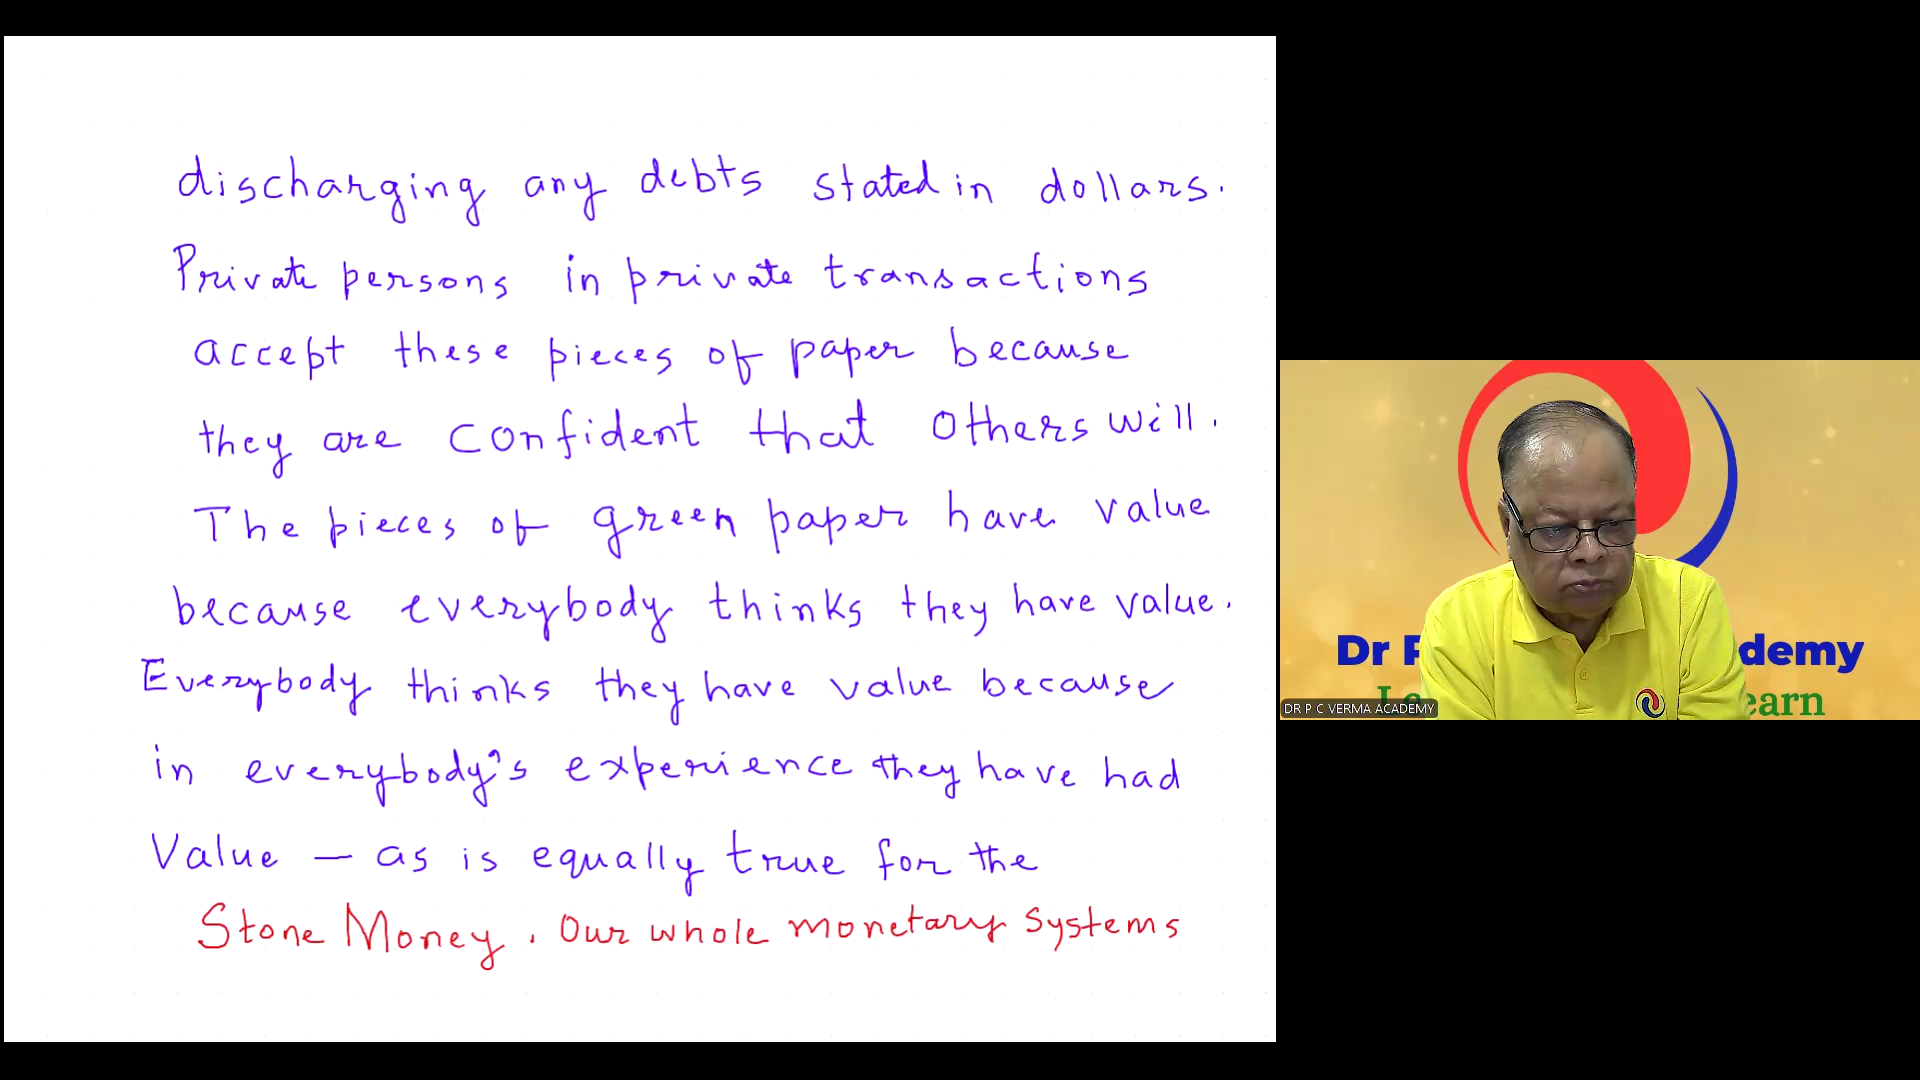 discharging any debts stated in dollars.
Private persons in private transactions
accept these pieces of paper because
they are confident that others will.
The pieces of green paper have value
because everybody thinks they have value.
Everybody thinks they have value because
in everybody's experience they have had
Value — as is equally true for the
Stone Money. Our whole monetary systems
Dr P demy
Le earn
DR P C VERMA ACADEMY